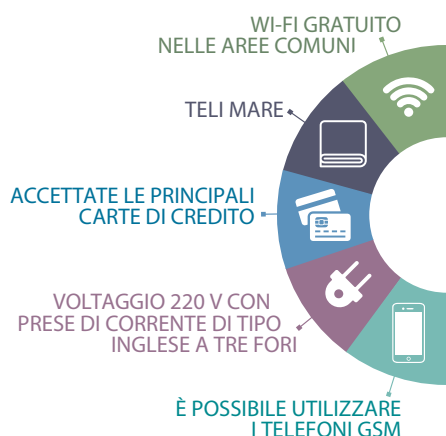 WI-FI GRATUITO
NELLE AREE COMUNI
TELI MARE
ACCETTATE LE PRINCIPALI
CARTE DI CREDITO
VOLTAGGIO 220 V CON
PRESE DI CORRENTE DI TIPO
INGLESE A TRE FORI
È POSSIBILE UTILIZZARE
I TELEFONI GSM